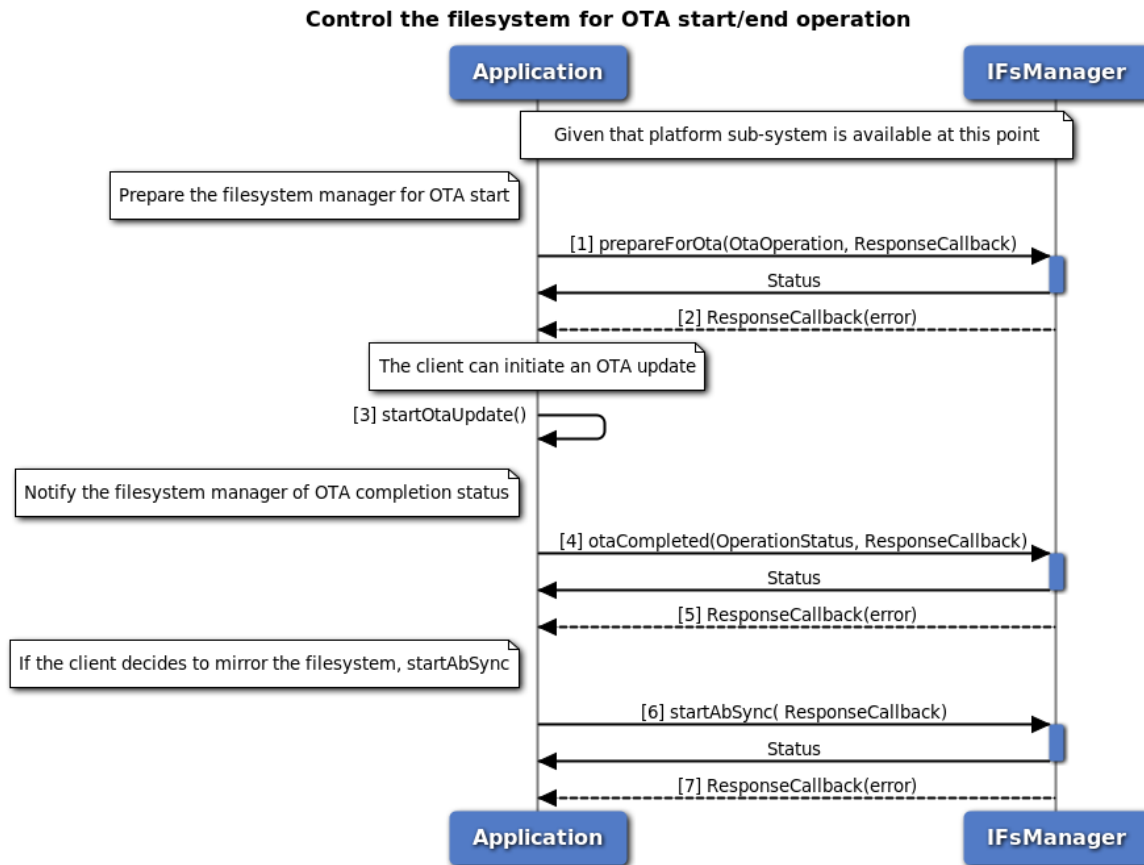 Control the filesystem for OTA start/end operation
Application
IFsManager
Given that platform sub-system is available at this point
Prepare the filesystem manager for OTA start
[1] prepareForOta(OtaOperation, ResponseCallback)
Status
[2] ResponseCallback(error)
The client can initiate an OTA update
[3] startOtaUpdate()
Notify the filesystem manager of OTA completion status
[4] otaCompleted(OperationStatus, ResponseCallback)
Status
[5] ResponseCallback(error)
If the client decides to mirror the filesystem, startAbSync
[6] startAbSync( ResponseCallback)
Status
[7] ResponseCallback(error)
Application
IFsManager